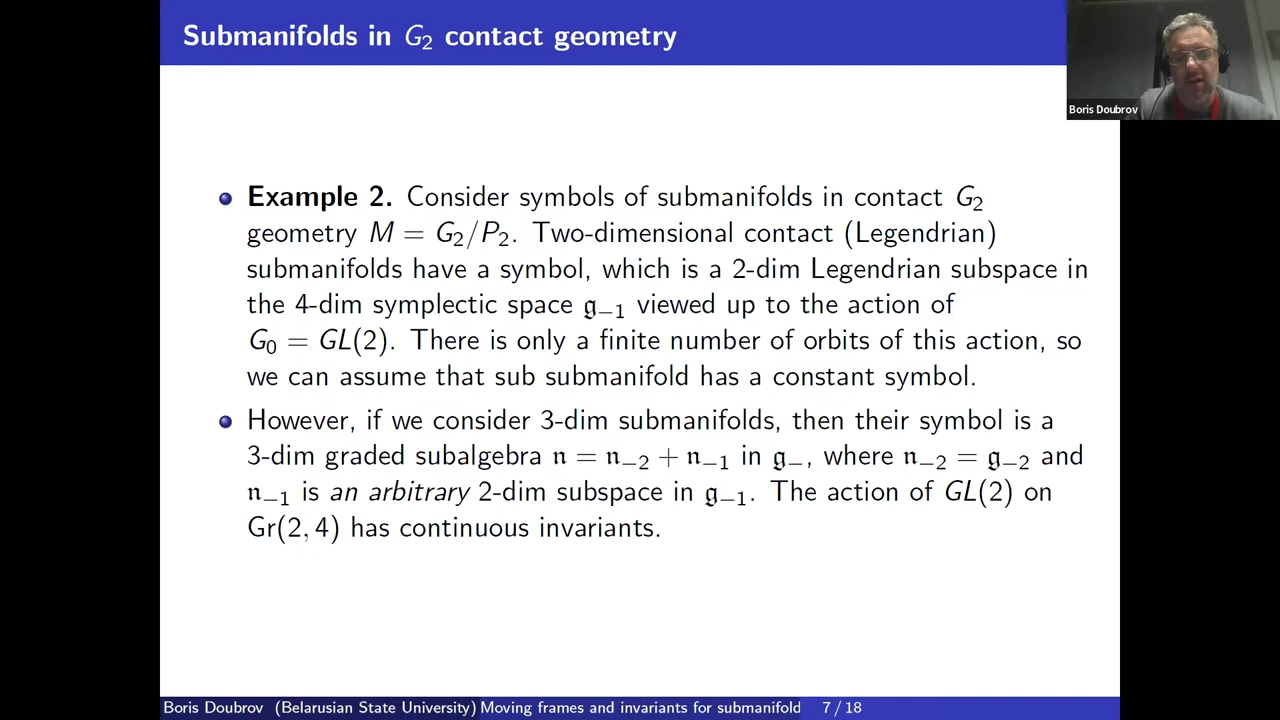 Submanifolds in G₂ contact geometry
Boris Doubrov
Example 2. Consider symbols of submanifolds in contact G₂
geometry M = G₂/P₂. Two-dimensional contact (Legendrian)
submanifolds have a symbol, which is a 2-dim Legendrian subspace in
the 4-dim symplectic space 𝔤₋₁ viewed up to the action of
G₀ = GL(2). There is only a finite number of orbits of this action, so
we can assume that sub submanifold has a constant symbol.
However, if we consider 3-dim submanifolds, then their symbol is a
3-dim graded subalgebra 𝔫 = 𝔫₋₂ + 𝔫₋₁ in 𝔤₋, where 𝔫₋₂ = 𝔤₋₂ and
𝔫₋₁ is an arbitrary 2-dim subspace in 𝔤₋₁. The action of GL(2) on
Gr(2, 4) has continuous invariants.
Boris Doubrov (Belarusian State University) Moving frames and invariants for submanifold 7 / 18